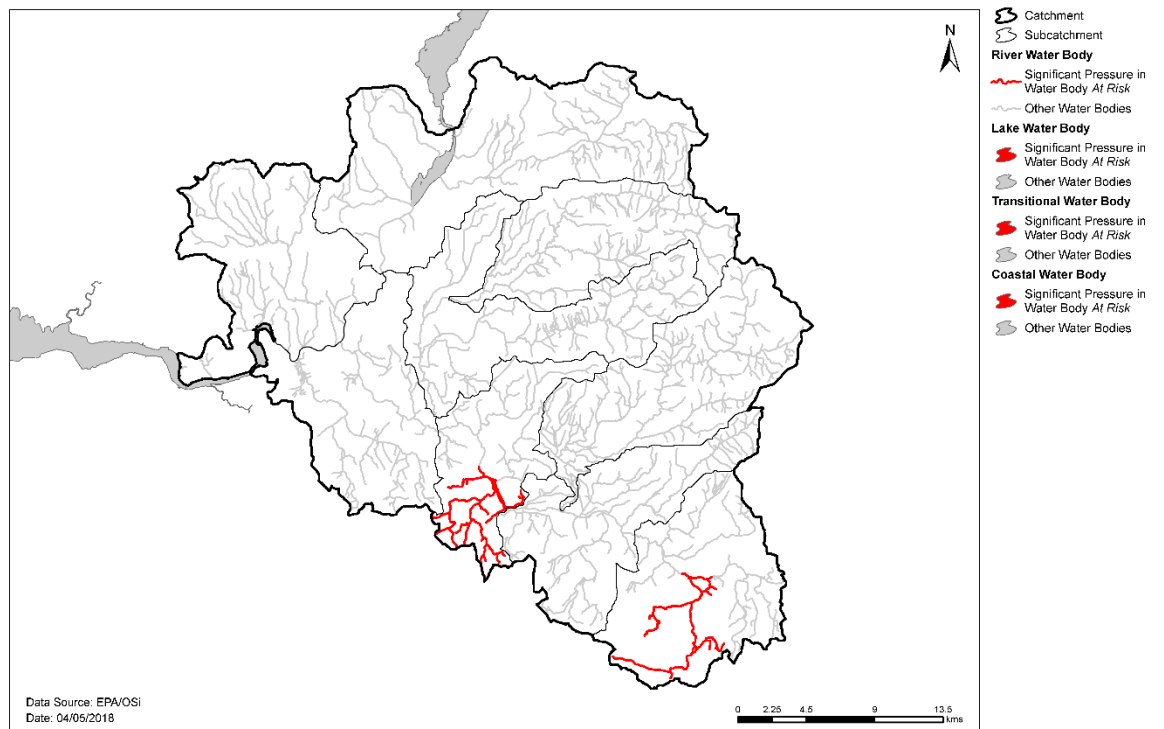 Catchment
Subcatchment
River Water Body
Significant Pressure in
Water Body At Risk
Other Water Bodies
Lake Water Body
Significant Pressure in
Water Body At Risk
Other Water Bodies
Transitional Water Body
Significant Pressure in
Water Body At Risk
Other Water Bodies
Coastal Water Body
Significant Pressure in
Water Body At Risk
Other Water Bodies
N
Data Source: EPA/OSi
Date: 04/05/2018
0 2.25 4.5 9 13.5
kms